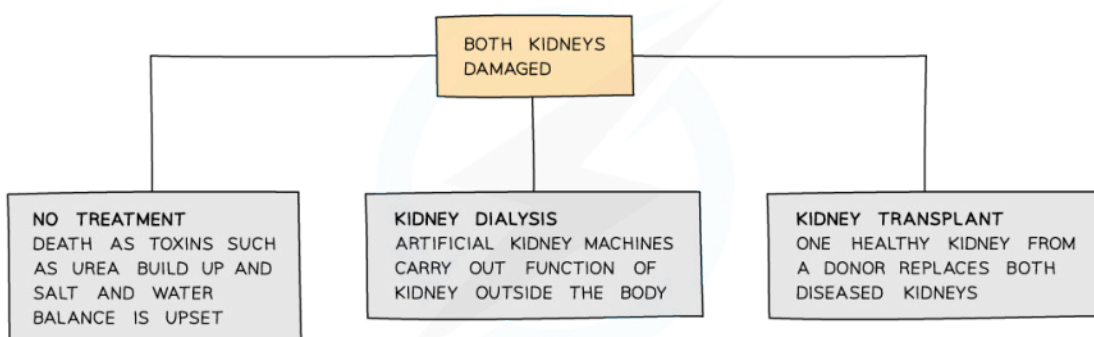 BOTH KIDNEYS
DAMAGED
NO TREATMENT
DEATH AS TOXINS SUCH
AS UREA BUILD UP AND
SALT AND WATER
BALANCE IS UPSET
KIDNEY DIALYSIS
ARTIFICIAL KIDNEY MACHINES
CARRY OUT FUNCTION OF
KIDNEY OUTSIDE THE BODY
KIDNEY TRANSPLANT
ONE HEALTHY KIDNEY FROM
A DONOR REPLACES BOTH
DISEASED KIDNEYS